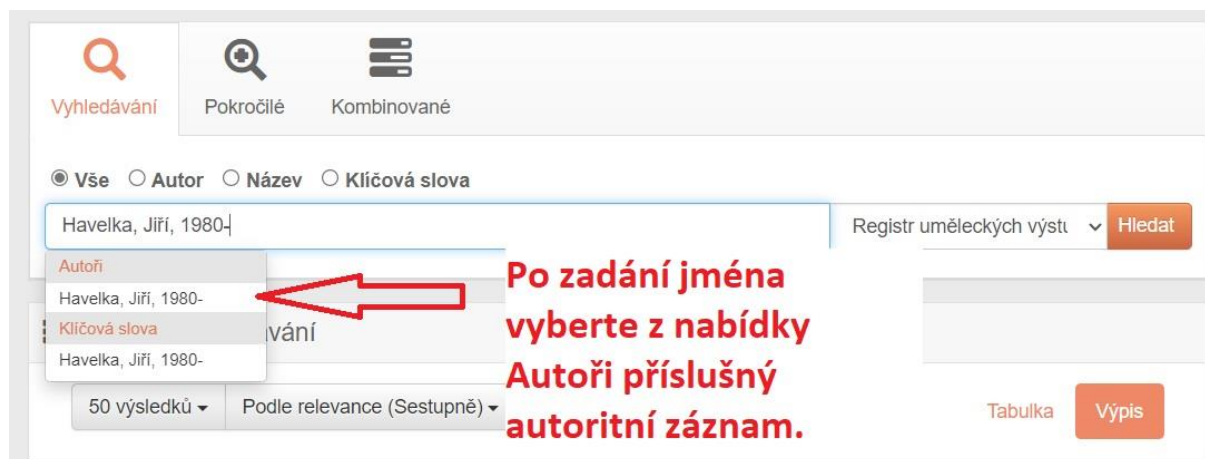 Vyhledávání
Pokročilé
Kombinované
Vše Autor Název Klíčová slova
Havelka, Jiří, 1980-
Registr uměleckých výstu
Hledat
Autoři
Havelka, Jiří, 1980-
Klíčová slova
Havelka, Jiří, 1980-
Po zadání jména
vyberte z nabídky
Autoři příslušný
autoritní záznam.
vání
50 výsledků
Podle relevance (Sestupně)
Tabulka
Výpis